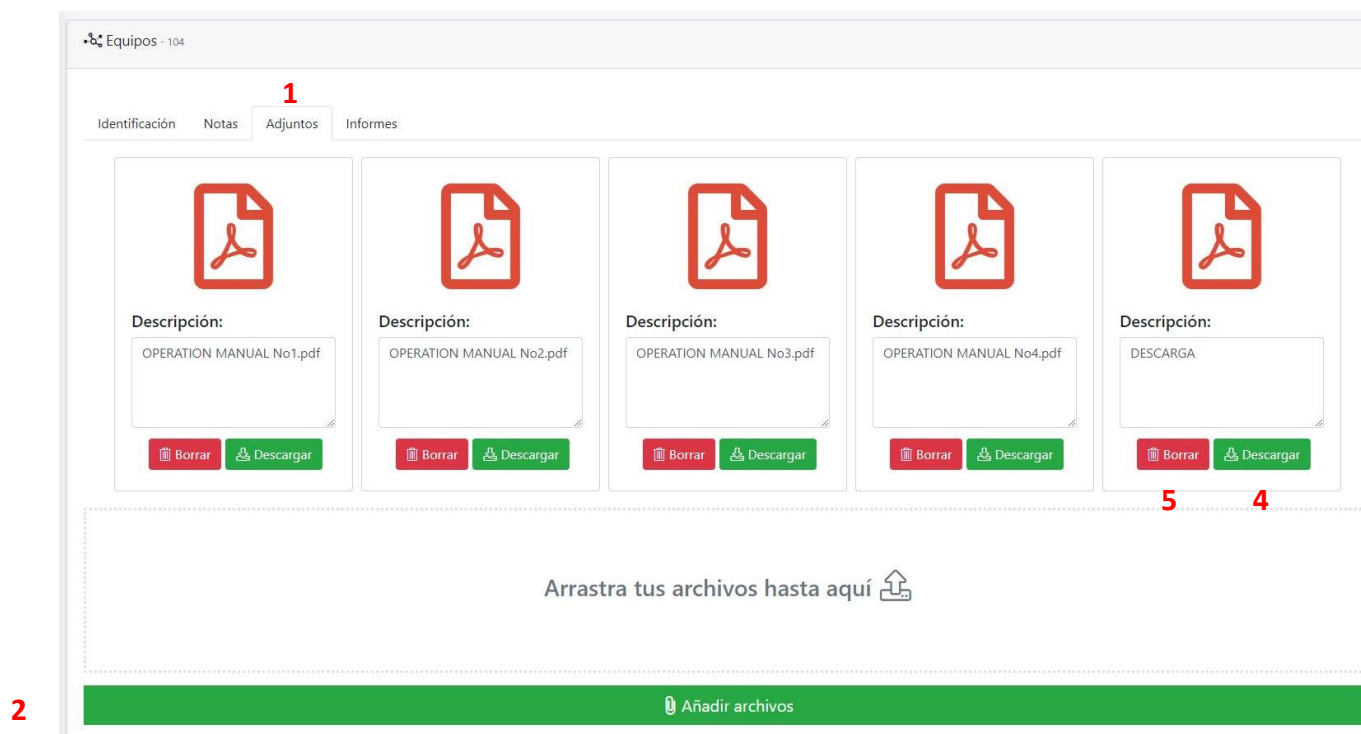 Equipos - 104
1
Identificación Notas Adjuntos Informes
Descripción: Descripción: Descripción: Descripción: Descripción:
OPERATION MANUAL No1.pdf OPERATION MANUAL No2.pdf OPERATION MANUAL No3.pdf OPERATION MANUAL No4.pdf DESCARGA
Borrar Descargar Borrar Descargar Borrar Descargar Borrar Descargar Borrar Descargar
5 4
Arrastra tus archivos hasta aquí
2 Añadir archivos